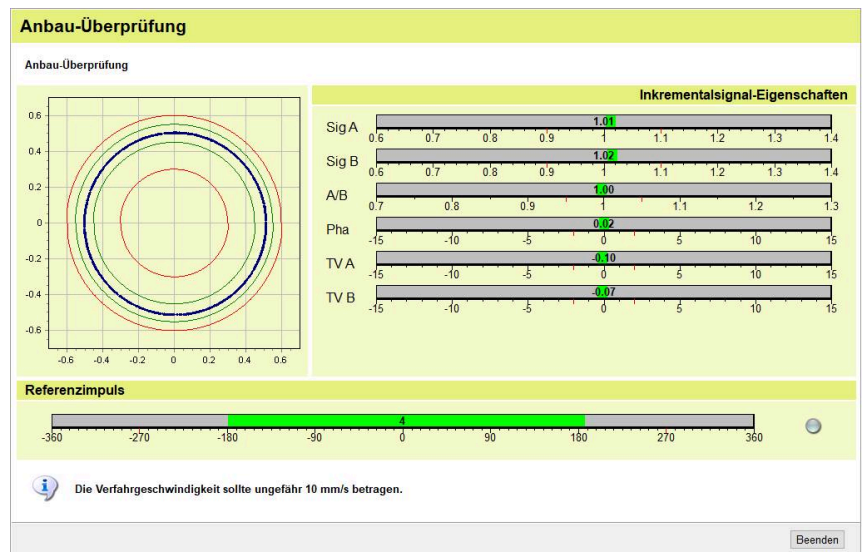 Anbau-Überprüfung
Anbau-Überprüfung
0.6
0.4
0.2
0
-0.2
-0.4
-0.6
-0.6 -0.4 -0.2 0 0.2 0.4 0.6
Inkrementalsignal-Eigenschaften
Sig A 1.01
0.6 0.7 0.8 0.9 1 1.1 1.2 1.3 1.4
Sig B 1.02
0.6 0.7 0.8 0.9 1 1.1 1.2 1.3 1.4
A/B 1.00
0.7 0.8 0.9 1 1.1 1.2 1.3
Pha 0.02
-15 -10 -5 0 5 10 15
TV A -0.10
-15 -10 -5 0 5 10 15
TV B -0.07
-15 -10 -5 0 5 10 15
Referenzimpuls
4
-360 -270 -180 -90 0 90 180 270 360
Die Verfahrgeschwindigkeit sollte ungefähr 10 mm/s betragen.
Beenden